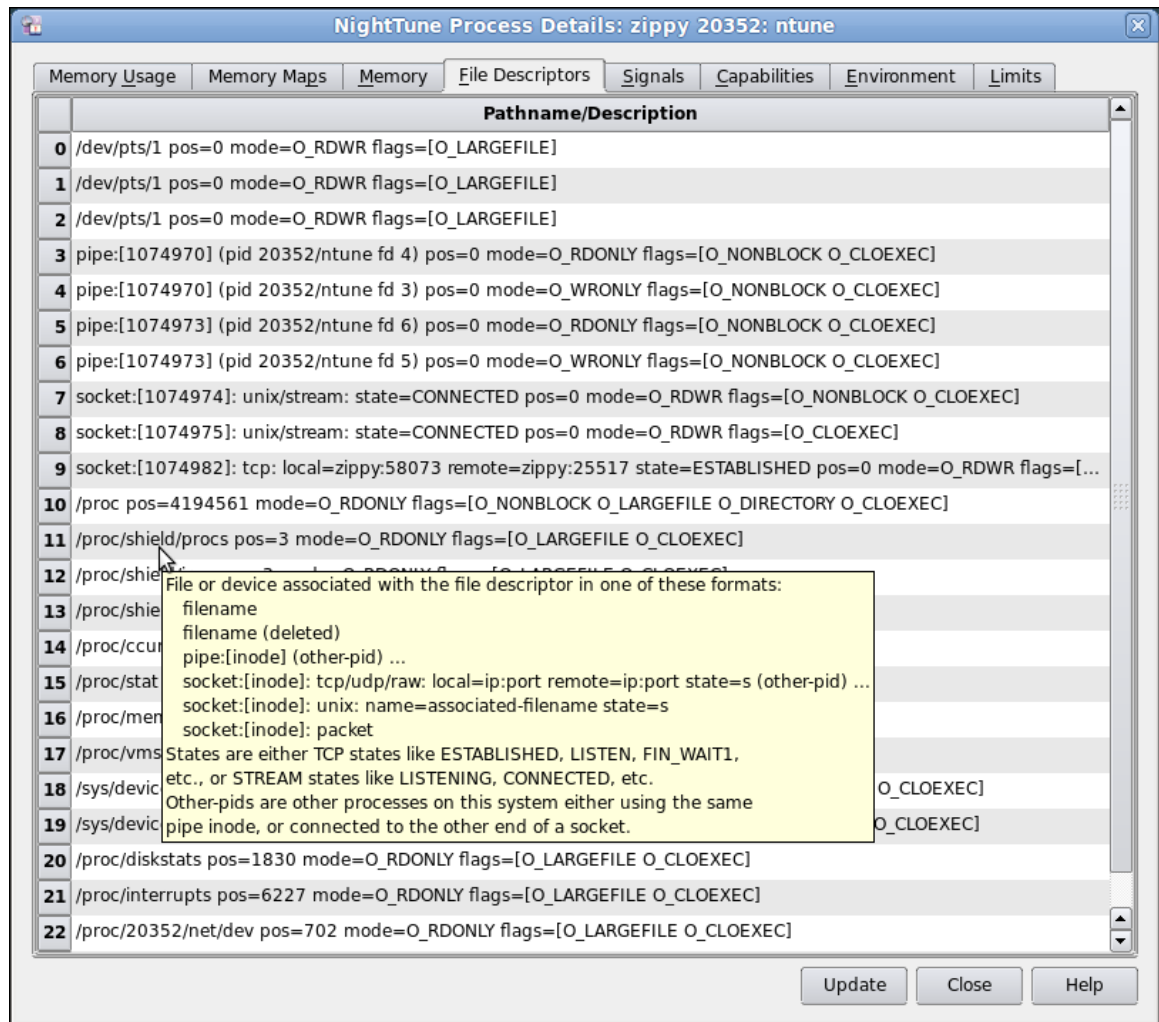 NightTune Process Details: zippy 20352: ntune
Memory Usage Memory Maps Memory File Descriptors Signals Capabilities Environment Limits
Pathname/Description
0 /dev/pts/1 pos=0 mode=O_RDWR flags=[O_LARGEFILE]
1 /dev/pts/1 pos=0 mode=O_RDWR flags=[O_LARGEFILE]
2 /dev/pts/1 pos=0 mode=O_RDWR flags=[O_LARGEFILE]
3 pipe:[1074970] (pid 20352/ntune fd 4) pos=0 mode=O_RDONLY flags=[O_NONBLOCK O_CLOEXEC]
4 pipe:[1074970] (pid 20352/ntune fd 3) pos=0 mode=O_WRONLY flags=[O_NONBLOCK O_CLOEXEC]
5 pipe:[1074973] (pid 20352/ntune fd 6) pos=0 mode=O_RDONLY flags=[O_NONBLOCK O_CLOEXEC]
6 pipe:[1074973] (pid 20352/ntune fd 5) pos=0 mode=O_WRONLY flags=[O_NONBLOCK O_CLOEXEC]
7 socket:[1074974]: unix/stream: state=CONNECTED pos=0 mode=O_RDWR flags=[O_NONBLOCK O_CLOEXEC]
8 socket:[1074975]: unix/stream: state=CONNECTED pos=0 mode=O_RDWR flags=[O_CLOEXEC]
9 socket:[1074982]: tcp: local=zippy:58073 remote=zippy:25517 state=ESTABLISHED pos=0 mode=O_RDWR flags=[...
10 /proc pos=4194561 mode=O_RDONLY flags=[O_NONBLOCK O_LARGEFILE O_DIRECTORY O_CLOEXEC]
11 /proc/shield/procs pos=3 mode=O_RDONLY flags=[O_LARGEFILE O_CLOEXEC]
12 /proc/shie
13 /proc/shie
14 /proc/ccur
15 /proc/stat
16 /proc/mem
17 /proc/vms
18 /sys/devic O_CLOEXEC]
19 /sys/devic O_CLOEXEC]
File or device associated with the file descriptor in one of these formats:
filename
filename (deleted)
pipe:[inode] (other-pid) ...
socket:[inode]: tcp/udp/raw: local=ip:port remote=ip:port state=s (other-pid) ...
socket:[inode]: unix: name=associated-filename state=s
socket:[inode]: packet
States are either TCP states like ESTABLISHED, LISTEN, FIN_WAIT1,
etc., or STREAM states like LISTENING, CONNECTED, etc.
Other-pids are other processes on this system either using the same
pipe inode, or connected to the other end of a socket.
20 /proc/diskstats pos=1830 mode=O_RDONLY flags=[O_LARGEFILE O_CLOEXEC]
21 /proc/interrupts pos=6227 mode=O_RDONLY flags=[O_LARGEFILE O_CLOEXEC]
22 /proc/20352/net/dev pos=702 mode=O_RDONLY flags=[O_LARGEFILE O_CLOEXEC]
Update Close Help